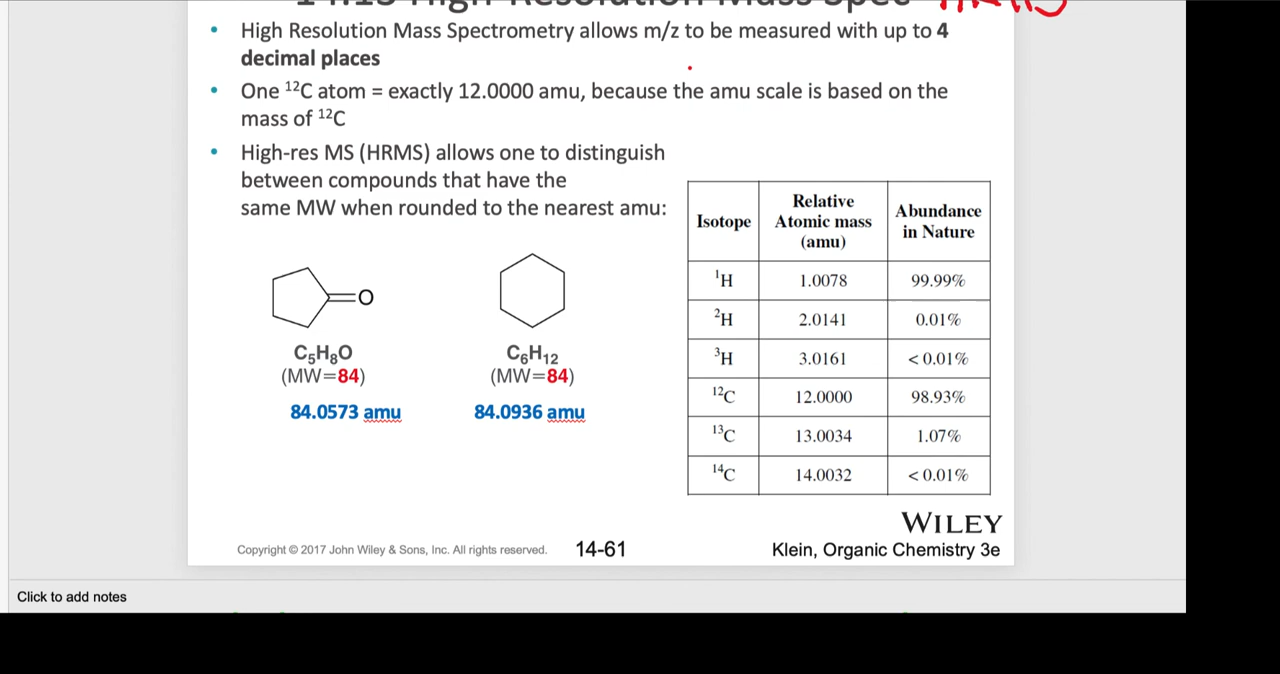 • High Resolution Mass Spectrometry allows m/z to be measured with up to 4
decimal places
• One ¹²C atom = exactly 12.0000 amu, because the amu scale is based on the
mass of ¹²C
• High-res MS (HRMS) allows one to distinguish
between compounds that have the
same MW when rounded to the nearest amu:
O
C₅H₈O
(MW=84)
84.0573 amu
C₆H₁₂
(MW=84)
84.0936 amu
Isotope Relative Atomic mass (amu) Abundance in Nature
¹H 1.0078 99.99%
²H 2.0141 0.01%
³H 3.0161 < 0.01%
¹²C 12.0000 98.93%
¹³C 13.0034 1.07%
¹⁴C 14.0032 < 0.01%
WILEY
Copyright © 2017 John Wiley & Sons, Inc. All rights reserved. 14-61 Klein, Organic Chemistry 3e
Click to add notes